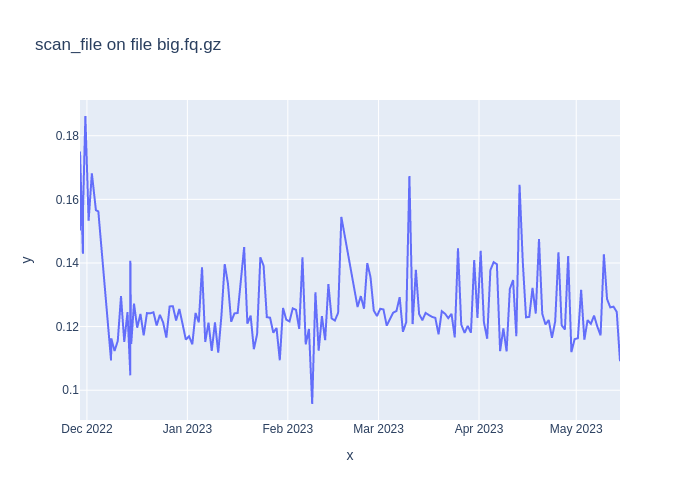 scan_file on file big.fq.gz
0.18
0.16
0.14
0.12
0.1
y
Dec 2022 Jan 2023 Feb 2023 Mar 2023 Apr 2023 May 2023
x